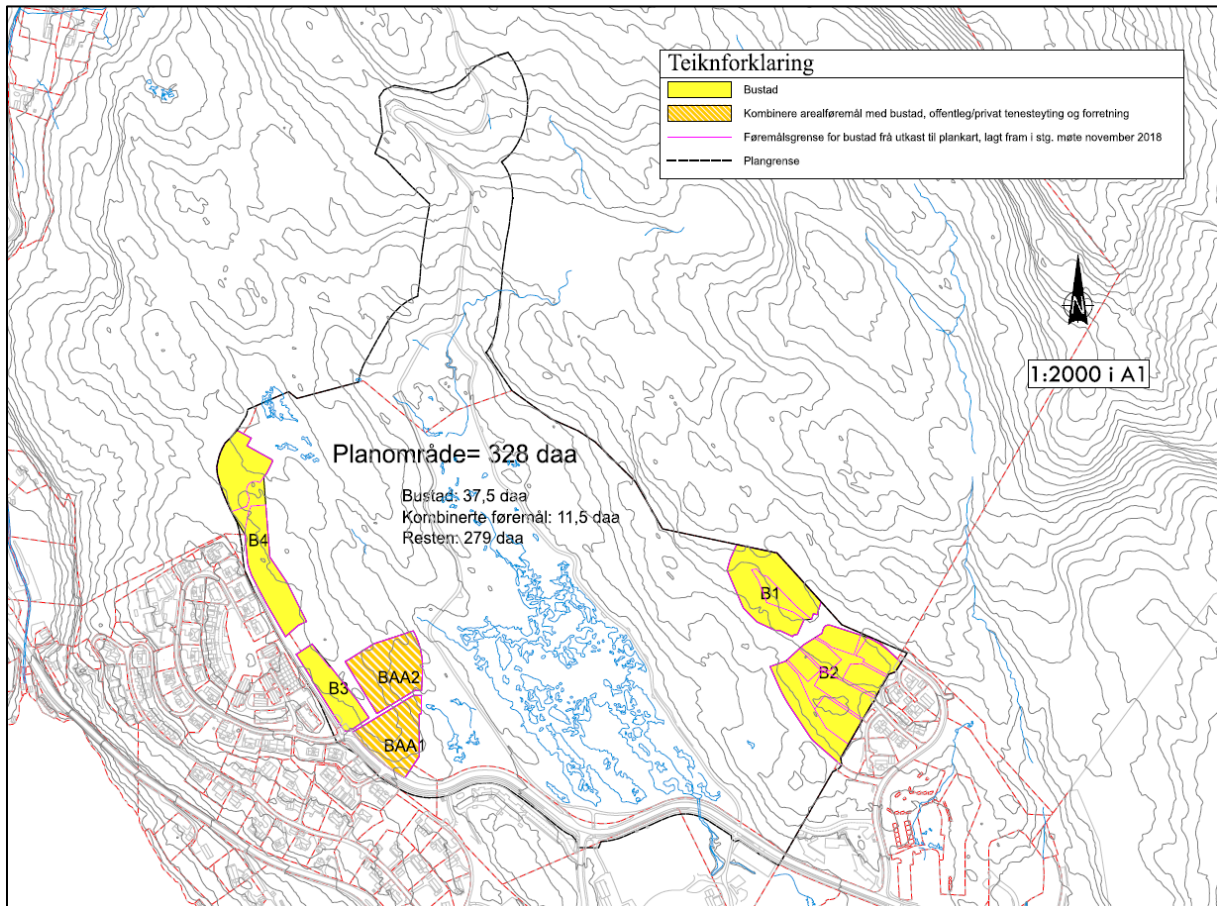 Teiknforklaring
Bustad
Kombinere arealføremål med bustad, offentleg/privat tenesteyting og forretning
Føremålsgrense for bustad frå utkast til plankart, lagt fram i stg. møte november 2018
Plangrense
N
1:2000 i A1
Planområde= 328 daa
Bustad: 37,5 daa
Kombinerte føremål: 11,5 daa
Resten: 279 daa
B4
B1
B2
B3
BAA2
BAA1